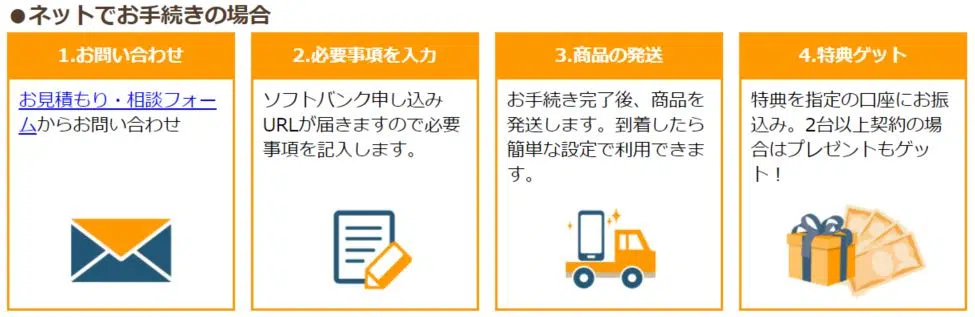 ●ネットでお手続きの場合
1.お問い合わせ
お見積もり・相談フォー
ムからお問い合わせ
2.必要事項を入力
ソフトバンク申し込み
URLが届きますので必要
事項を記入します。
3.商品の発送
お手続き完了後、商品を
発送します。到着したら
簡単な設定で利用できま
す。
4.特典ゲット
特典を指定の口座にお振
込み。2台以上契約の場
合はプレゼントもゲッ
ト！